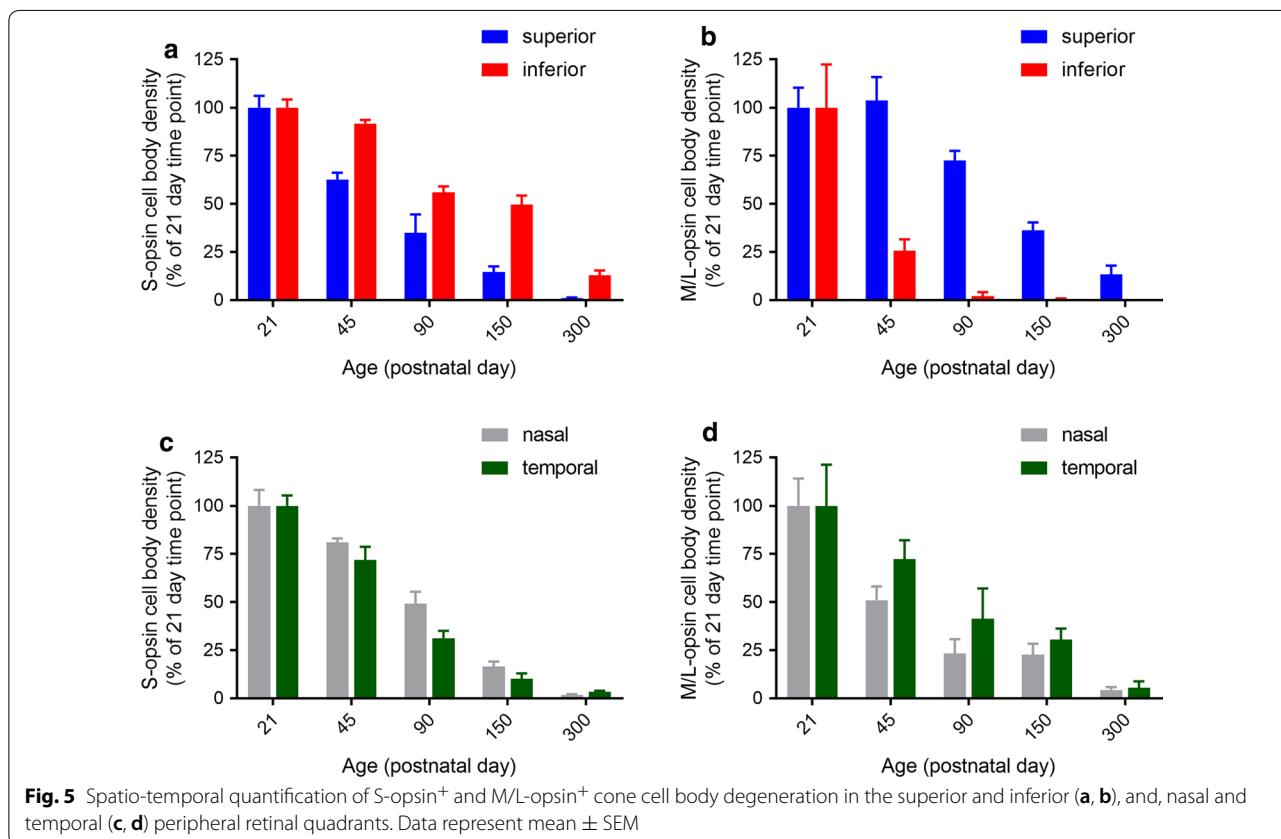 a
superior
inferior
S-opsin cell body density
(% of 21 day time point)
125
100
75
50
25
0
21
45
90
150
300
Age (postnatal day)
b
superior
inferior
M/L-opsin cell body density
(% of 21 day time point)
125
100
75
50
25
0
21
45
90
150
300
Age (postnatal day)
c
nasal
temporal
S-opsin cell body density
(% of 21 day time point)
125
100
75
50
25
0
21
45
90
150
300
Age (postnatal day)
d
nasal
temporal
M/L-opsin cell body density
(% of 21 day time point)
125
100
75
50
25
0
21
45
90
150
300
Age (postnatal day)
Fig. 5 Spatio-temporal quantification of S-opsin⁺ and M/L-opsin⁺ cone cell body degeneration in the superior and inferior (a, b), and, nasal and
temporal (c, d) peripheral retinal quadrants. Data represent mean ± SEM